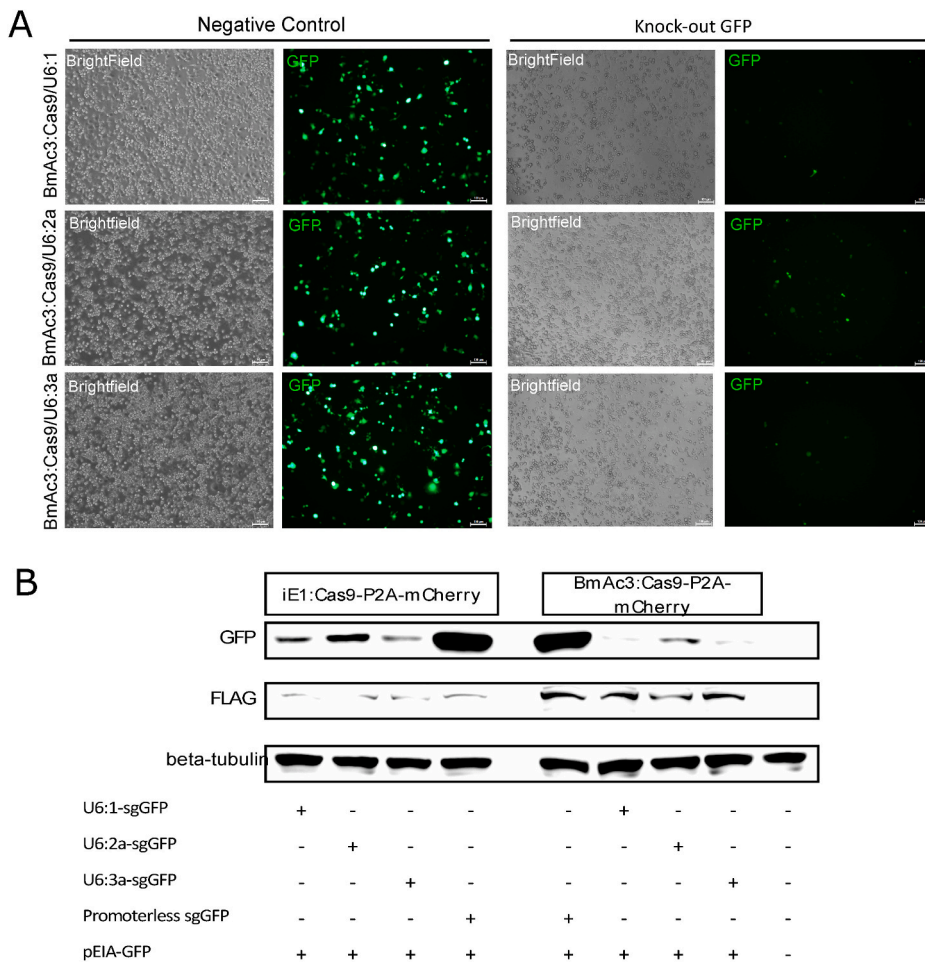 A
Negative Control
Knock-out GFP
BmAc3:Cas9/U6:1
BrightField
GFP
BrightField
GFP
BmAc3:Cas9/U6:2a
Brightfield
GFP
Brightfield
GFP
BmAc3:Cas9/U6:3a
Brightfield
GFP
Brightfield
GFP
B
iE1:Cas9-P2A-mCherry
BmAc3:Cas9-P2A-
mCherry
GFP
FLAG
beta-tubulin
U6:1-sgGFP + - - - - + - - -
U6:2a-sgGFP - + - - - - + - -
U6:3a-sgGFP - - + - - - - + -
Promoterless sgGFP - - - + + - - - -
pEIA-GFP + + + + + + + + -